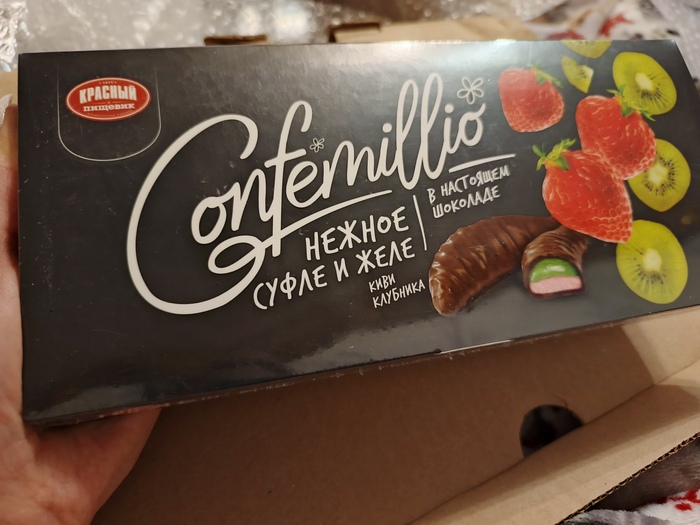 КРАСНЫЙ
ПИЩЕВИК
Confemillio
НЕЖНОЕ
СУФЛЕ И ЖЕЛЕ
В НАСТОЯЩЕМ
ШОКОЛАДЕ
КИВИ
КЛУБНИКА